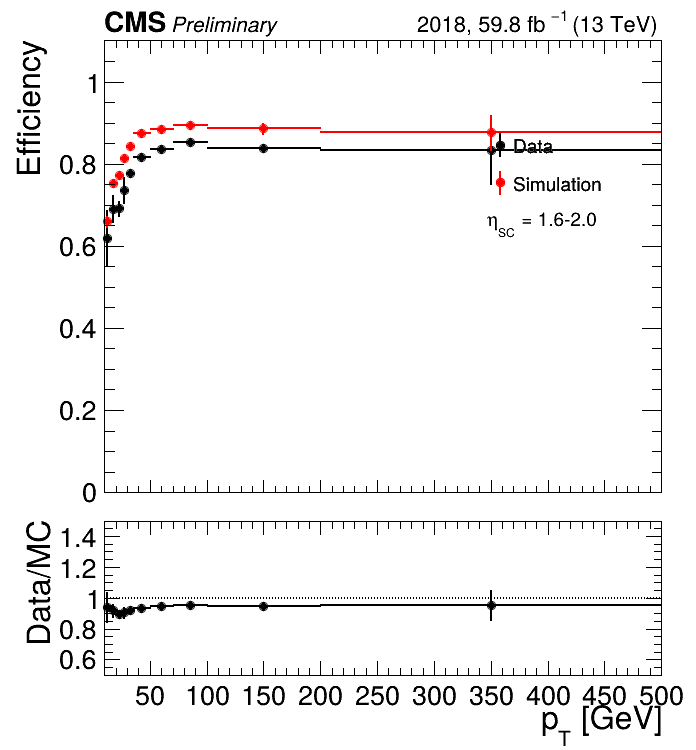 CMS Preliminary 2018, 59.8 fb⁻¹ (13 TeV)
Efficiency
1
0.8
0.6
0.4
0.2
0
Data
Simulation
η_SC = 1.6-2.0
Data/MC
1.4
1.2
1
0.8
0.6
50 100 150 200 250 300 350 400 450 500
p_T [GeV]